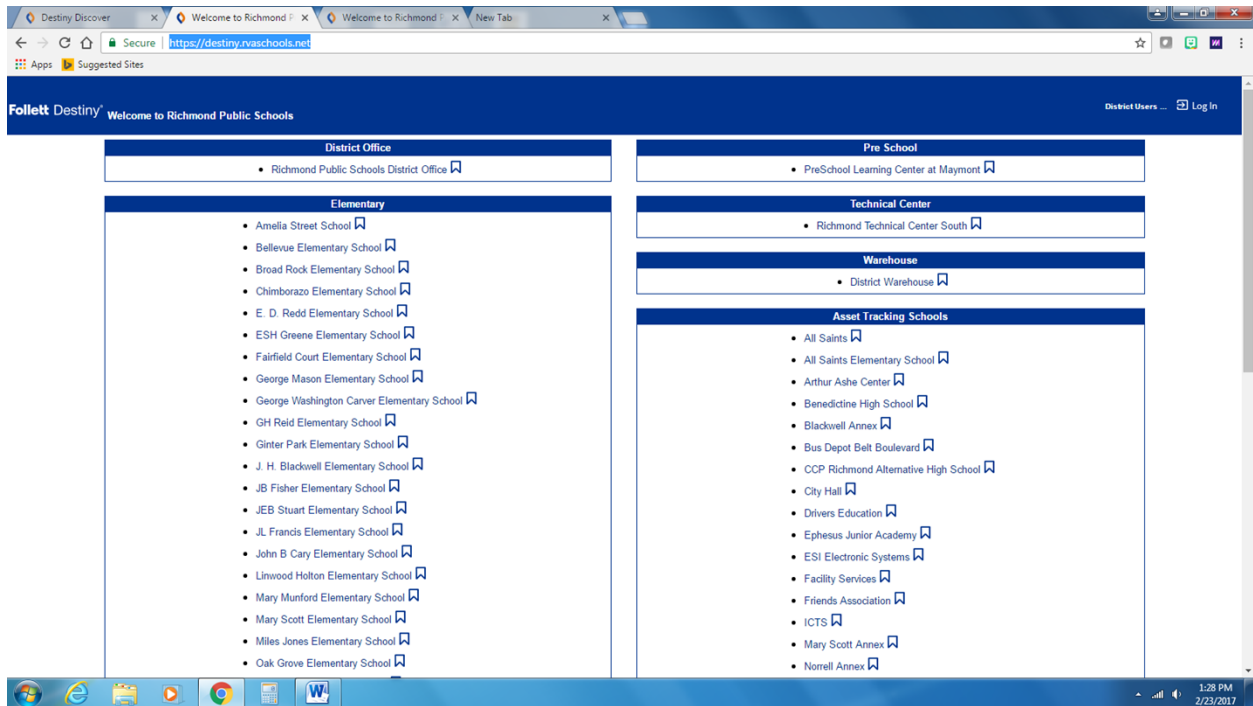 Destiny Discover
Welcome to Richmond P
Welcome to Richmond P
New Tab
Secure | https://destiny.rvaschools.net
Apps Suggested Sites
Follett Destiny® Welcome to Richmond Public Schools
District Users ... Log In
District Office
Richmond Public Schools District Office
Elementary
Amelia Street School
Bellevue Elementary School
Broad Rock Elementary School
Chimborazo Elementary School
E. D. Redd Elementary School
ESH Greene Elementary School
Fairfield Court Elementary School
George Mason Elementary School
George Washington Carver Elementary School
GH Reid Elementary School
Ginter Park Elementary School
J. H. Blackwell Elementary School
JB Fisher Elementary School
JEB Stuart Elementary School
JL Francis Elementary School
John B Cary Elementary School
Linwood Holton Elementary School
Mary Munford Elementary School
Mary Scott Elementary School
Miles Jones Elementary School
Oak Grove Elementary School
Pre School
PreSchool Learning Center at Maymont
Technical Center
Richmond Technical Center South
Warehouse
District Warehouse
Asset Tracking Schools
All Saints
All Saints Elementary School
Arthur Ashe Center
Benedictine High School
Blackwell Annex
Bus Depot Belt Boulevard
CCP Richmond Alternative High School
City Hall
Drivers Education
Ephesus Junior Academy
ESI Electronic Systems
Facility Services
Friends Association
ICTS
Mary Scott Annex
Norrell Annex
1:28 PM
2/23/2017